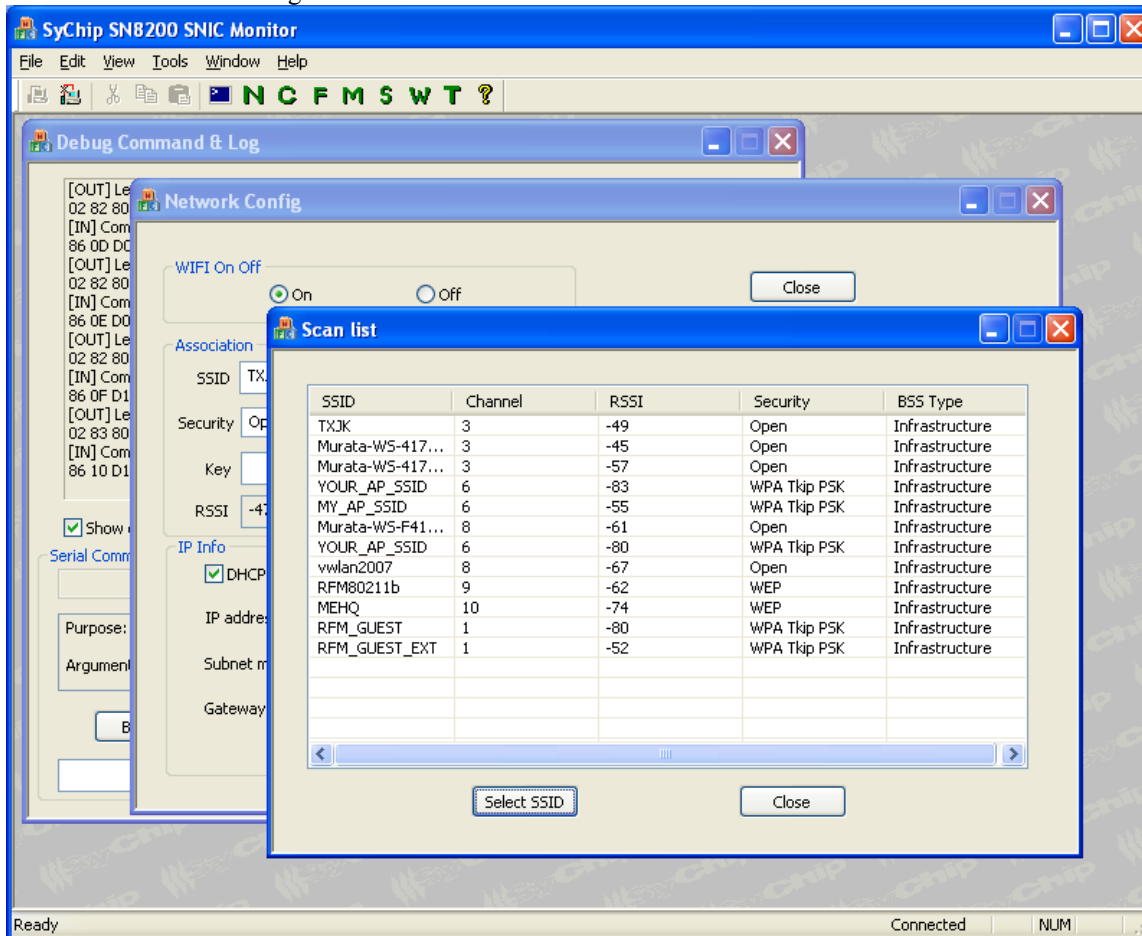 SyChip SN8200 SNIC Monitor
File Edit View Tools Window Help
N C F M S W T ?
Debug Command & Log
[OUT] Le
02 82 80
[IN] Com
86 0D D0
[OUT] Le
02 82 80
[IN] Com
86 0E D0
[OUT] Le
02 82 80
[IN] Com
86 0F D1
[OUT] Le
02 83 80
[IN] Com
86 10 D1
Show
Serial Comm
Purpose:
Argument
B
Network Config
WIFI On Off
On Off
Close
Association
SSID TX
Security Op
Key
RSSI -47
IP Info
DHCP
IP addres
Subnet m
Gateway
Scan list
SSID Channel RSSI Security BSS Type
TXJK 3 -49 Open Infrastructure
Murata-WS-417... 3 -45 Open Infrastructure
Murata-WS-417... 3 -57 Open Infrastructure
YOUR_AP_SSID 6 -83 WPA Tkip PSK Infrastructure
MY_AP_SSID 6 -55 WPA Tkip PSK Infrastructure
Murata-WS-F41... 8 -61 Open Infrastructure
YOUR_AP_SSID 6 -80 WPA Tkip PSK Infrastructure
vwlan2007 8 -67 Open Infrastructure
RFM80211b 9 -62 WEP Infrastructure
MEHQ 10 -74 WEP Infrastructure
RFM_GUEST 1 -80 WPA Tkip PSK Infrastructure
RFM_GUEST_EXT 1 -52 WPA Tkip PSK Infrastructure
Select SSID Close
Ready Connected NUM